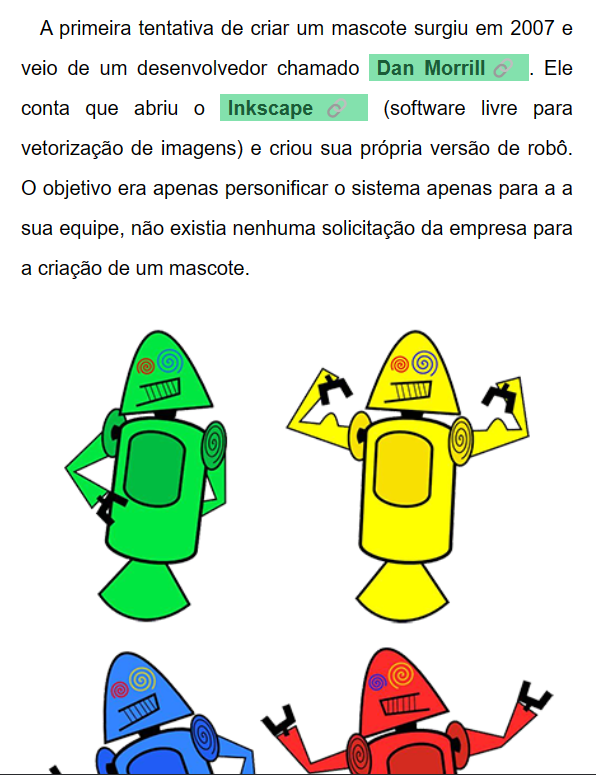 A primeira tentativa de criar um mascote surgiu em 2007 e
veio de um desenvolvedor chamado Dan Morrill. Ele
conta que abriu o Inkscape (software livre para
vetorização de imagens) e criou sua própria versão de robô.
O objetivo era apenas personificar o sistema apenas para a a
sua equipe, não existia nenhuma solicitação da empresa para
a criação de um mascote.